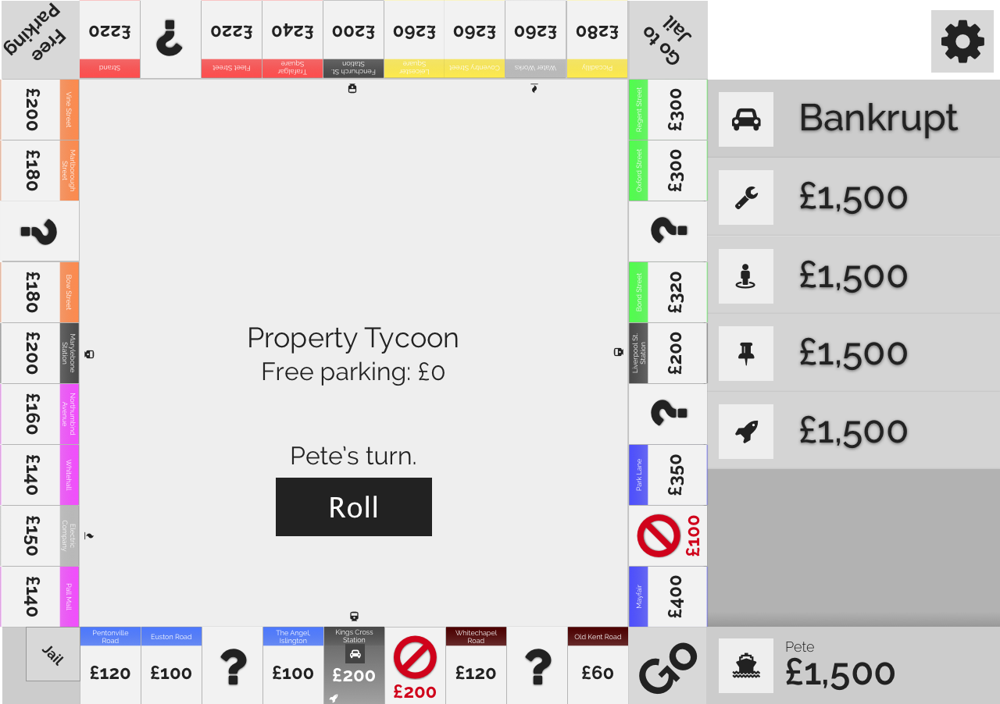 Free
Parking
£220
Strand
?
£220
Fleet Street
£240
Trafalgar
Square
£200
Fenchurch St.
Station
£260
Leicester
Square
£260
Coventry Street
£260
Water Works
£280
Piccadilly
Go to
Jail
£200
Vine Street
£180
Marlborough
Street
?
£180
Bow Street
£200
Marylebone
Station
£160
Northumbnd
Avenue
£140
Whitehall
£150
Electric
Company
£140
Pall Mall
Property Tycoon
Free parking: £0
Pete's turn.
Roll
Regent Street
£300
Oxford Street
£300
?
Bond Street
£320
Liverpool St.
Station
£200
?
Park Lane
£350
£100
Mayfair
£400
Jail
Pentonville
Road
£120
Euston Road
£100
?
The Angel,
Islington
£100
Kings Cross
Station
£200
£200
Whitechapel
Road
£120
?
Old Kent Road
£60
Go
Bankrupt
£1,500
£1,500
£1,500
£1,500
Pete
£1,500